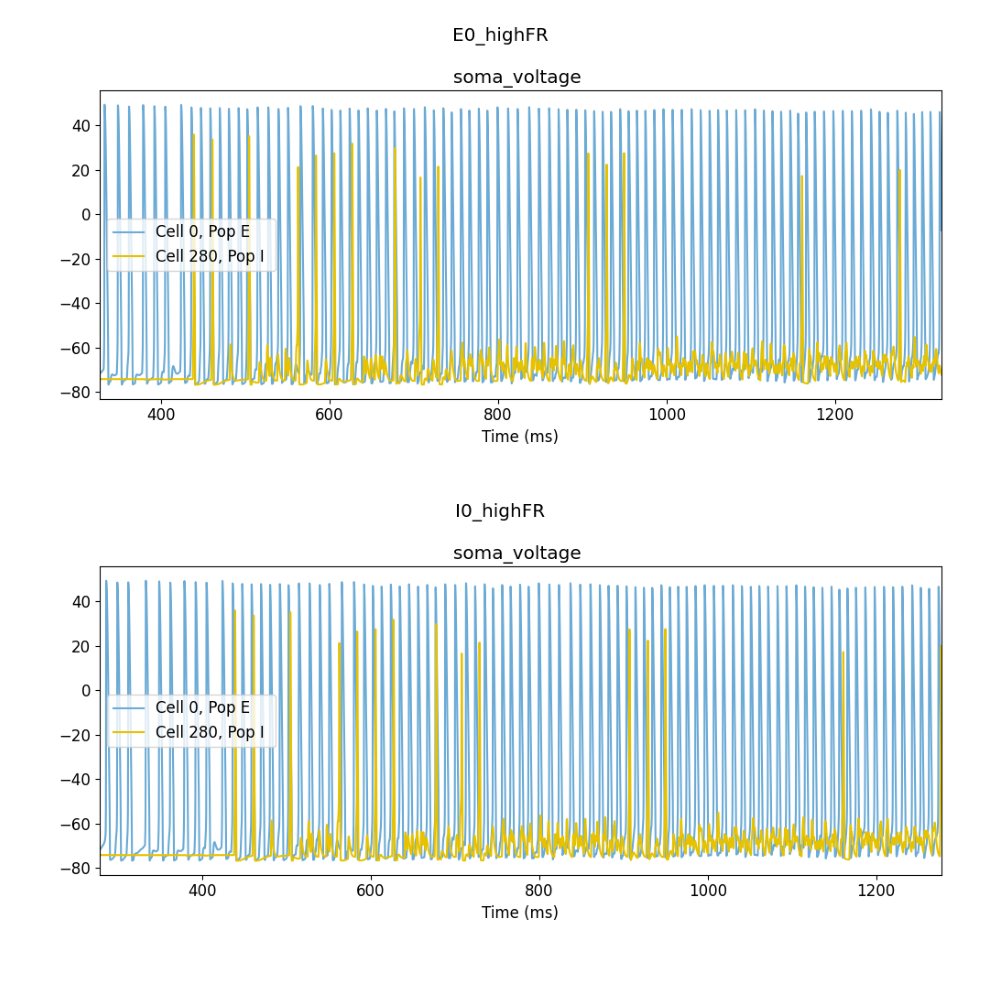 E0_highFR
soma_voltage
40
20
0
−20
−40
−60
−80
Cell 0, Pop E
Cell 280, Pop I
400 600 800 1000 1200
Time (ms)
I0_highFR
soma_voltage
40
20
0
−20
−40
−60
−80
Cell 0, Pop E
Cell 280, Pop I
400 600 800 1000 1200
Time (ms)